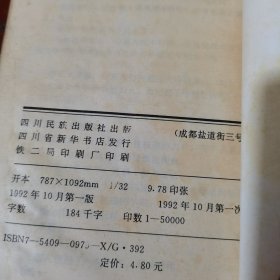 四川民族出版社出版 （成都盐道街三号
四川省新华书店发行
铁二局印刷厂印刷
开本 787×1092mm 1/32 9.78印张
1992年10月第一版 1992年10月第一次
字数 184千字 印数1—50000
ISBN7—5409—097 —X/G·392
定价：4.80 元